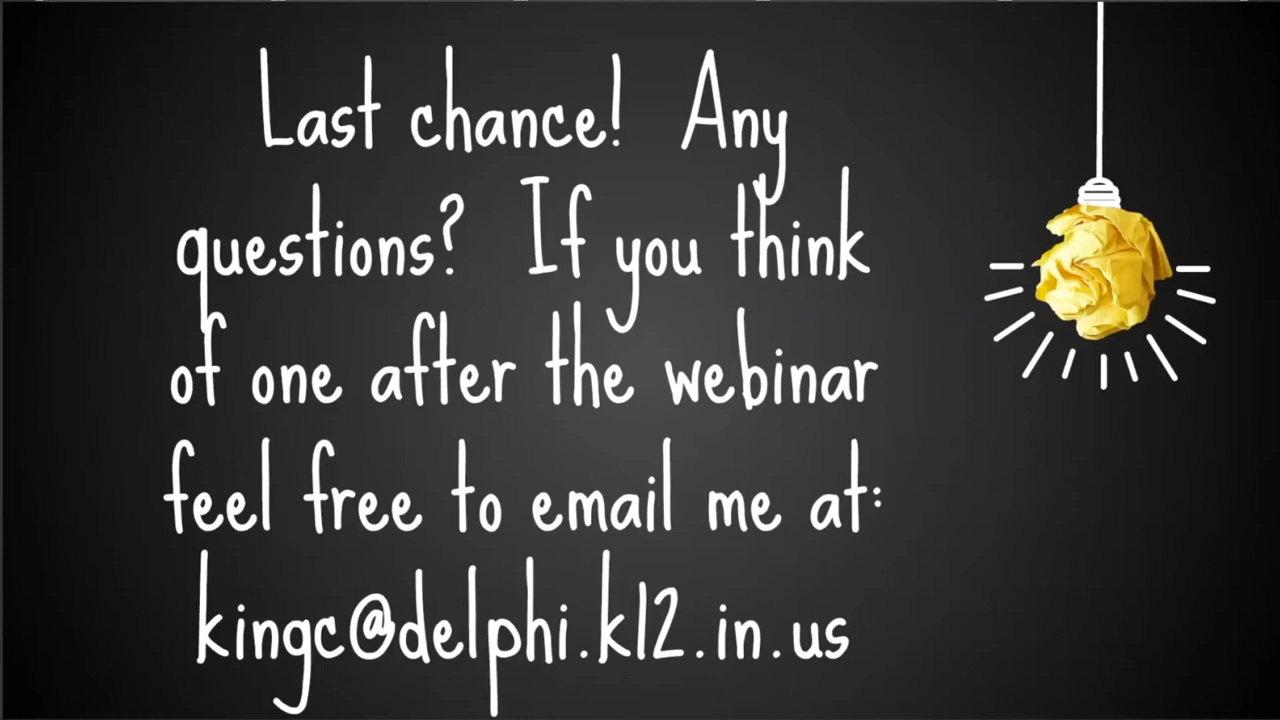 Last chance! Any
questions? If you think
of one after the webinar
feel free to email me at:
kingc@delphi.k12.in.us